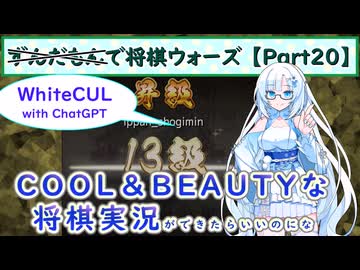 ずんだもんで将棋ウォーズ【Part20】
WhiteCUL
with ChatGPT
昇級
ippan_shogimin
13級
COOL&BEAUTYな
将棋実況ができたらいいのにな